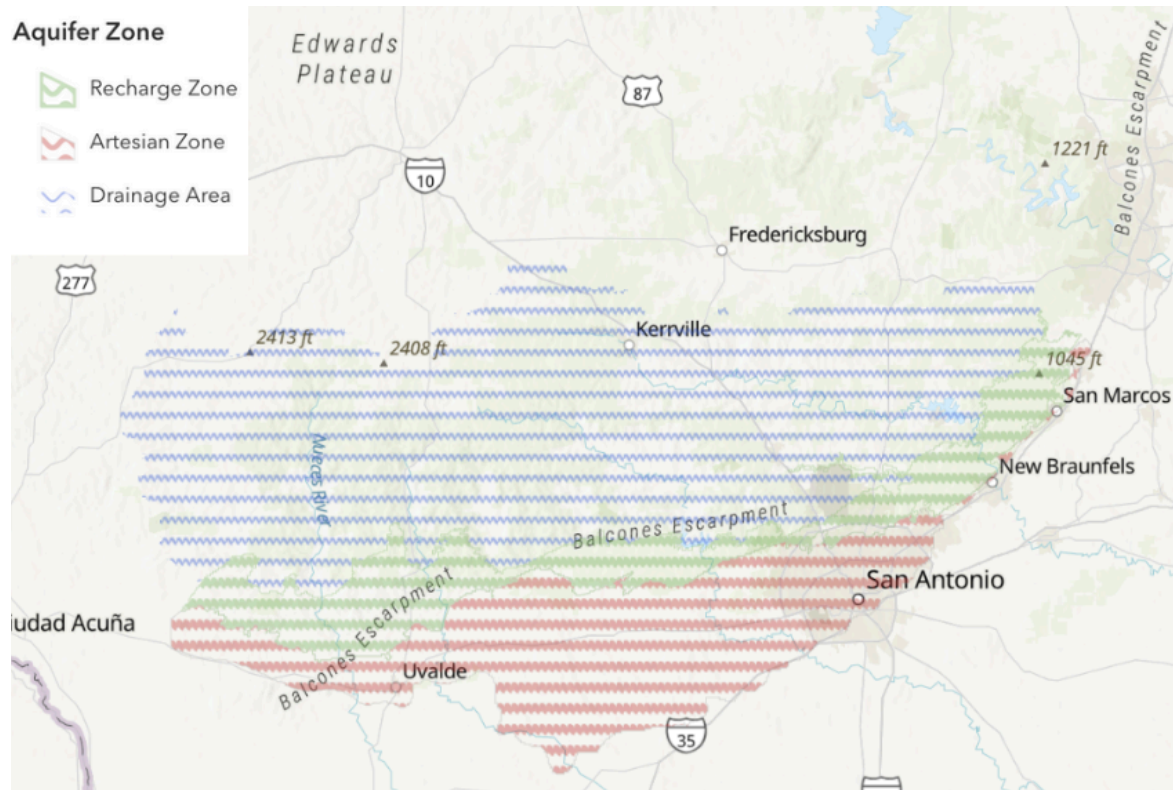 Aquifer Zone
Recharge Zone
Artesian Zone
Drainage Area
Edwards
Plateau
87
10
1221 ft
Balcones Escarpment
Fredericksburg
277
Kerrville
2413 ft
2408 ft
1045 ft
San Marcos
Nueces River
New Braunfels
Balcones Escarpment
San Antonio
iudad Acuña
Balcones Escarpment
Uvalde
35